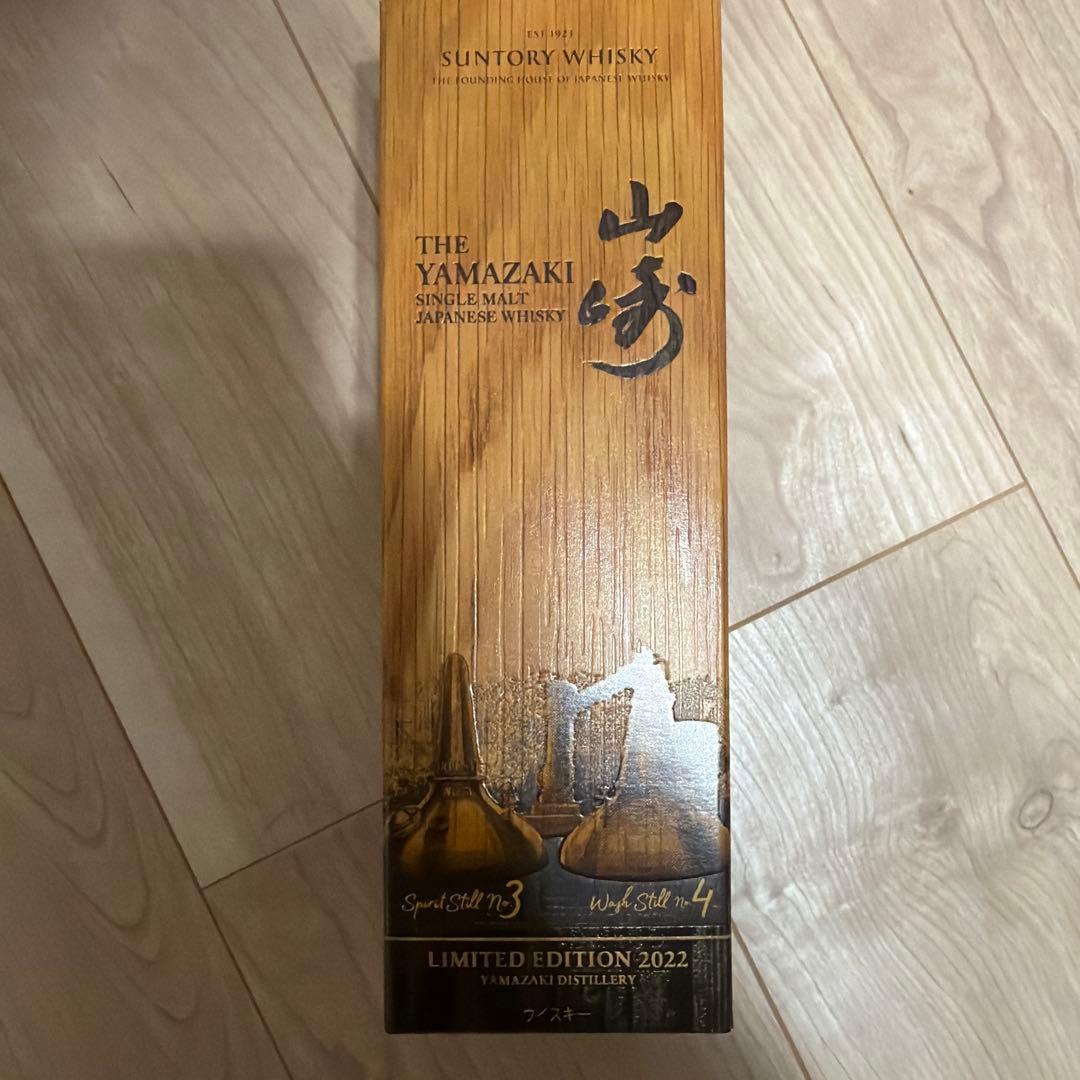 EST 1923
SUNTORY WHISKY
THE FOUNDING HOUSE OF JAPANESE WHISKY
山崎
THE
YAMAZAKI
SINGLE MALT
JAPANESE WHISKY
Spirit Still No.3
Wash Still No.4
LIMITED EDITION 2022
YAMAZAKI DISTILLERY
ウイスキー